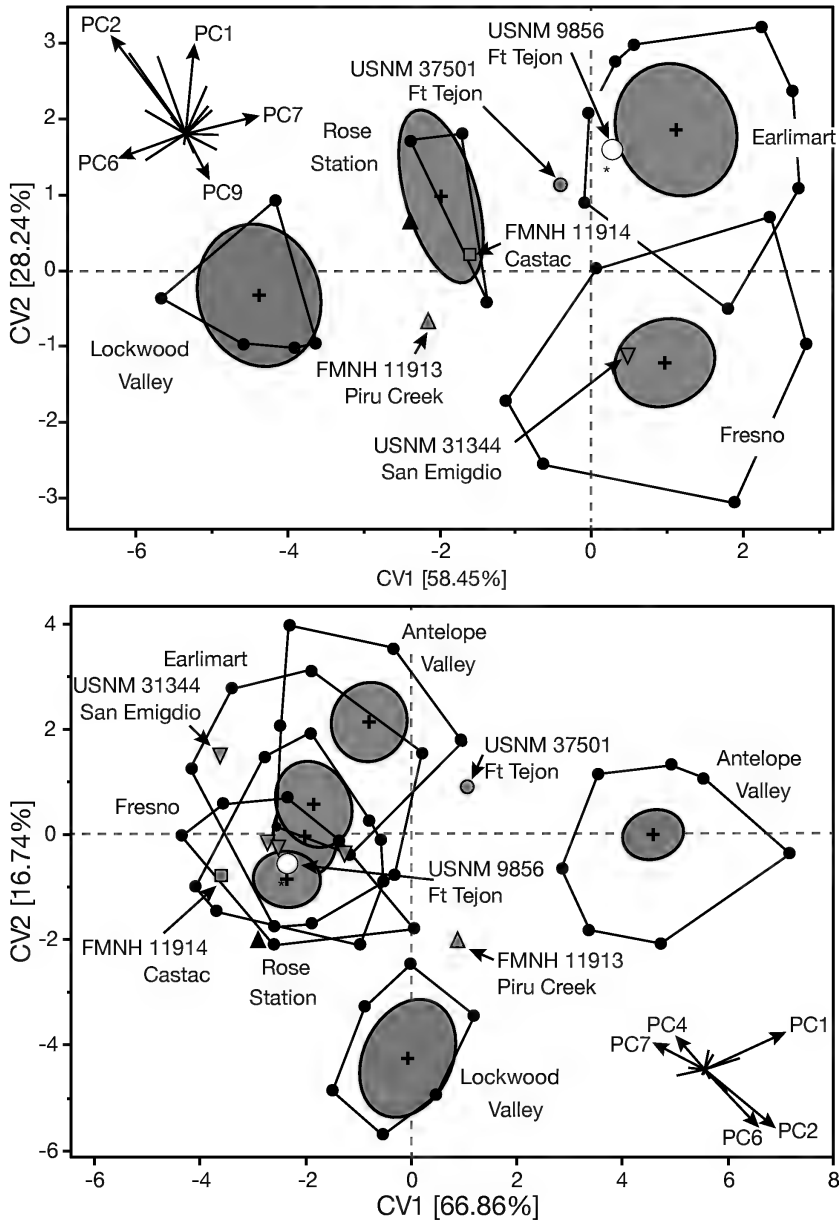 PC2
PC1
PC7
PC6
PC9
USNM 9856
Ft Tejon
USNM 37501
Ft Tejon
Rose
Station
Earlimart
*
FMNH 11914
Castac
Lockwood
Valley
FMNH 11913
Piru Creek
USNM 31344
San Emigdio
Fresno
3
2
1
0
-1
-2
-3
CV2 [28.24%]
-6
-4
-2
0
2
CV1 [58.45%]
Antelope
Valley
Earlimart
USNM 31344
San Emigdio
USNM 37501
Ft Tejon
Antelope
Valley
Fresno
*
USNM 9856
Ft Tejon
FMNH 11914
Castac
Rose
Station
FMNH 11913
Piru Creek
Lockwood
Valley
PC4
PC1
PC7
PC6
PC2
4
2
0
-2
-4
-6
CV2 [16.74%]
-6
-4
-2
0
2
4
6
8
CV1 [66.86%]